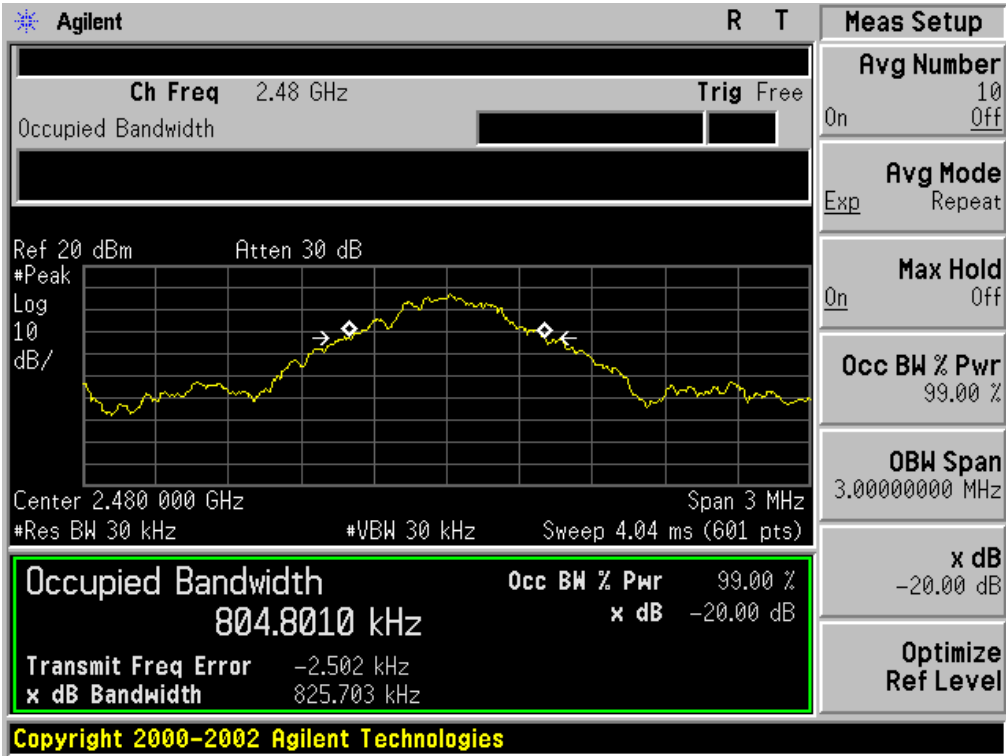 Agilent R T
Ch Freq 2.48 GHz Trig Free
Occupied Bandwidth
Ref 20 dBm Atten 30 dB
#Peak
Log
10
dB/
Center 2.480 000 GHz Span 3 MHz
#Res BW 30 kHz #VBW 30 kHz Sweep 4.04 ms (601 pts)
Occupied Bandwidth
804.8010 kHz
Occ BW % Pwr 99.00 %
x dB -20.00 dB
Transmit Freq Error -2.502 kHz
x dB Bandwidth 825.703 kHz
Copyright 2000-2002 Agilent Technologies
Meas Setup
Avg Number
10
On Off
Avg Mode
Exp Repeat
Max Hold
On Off
Occ BW % Pwr
99.00 %
OBW Span
3.00000000 MHz
x dB
-20.00 dB
Optimize
Ref Level